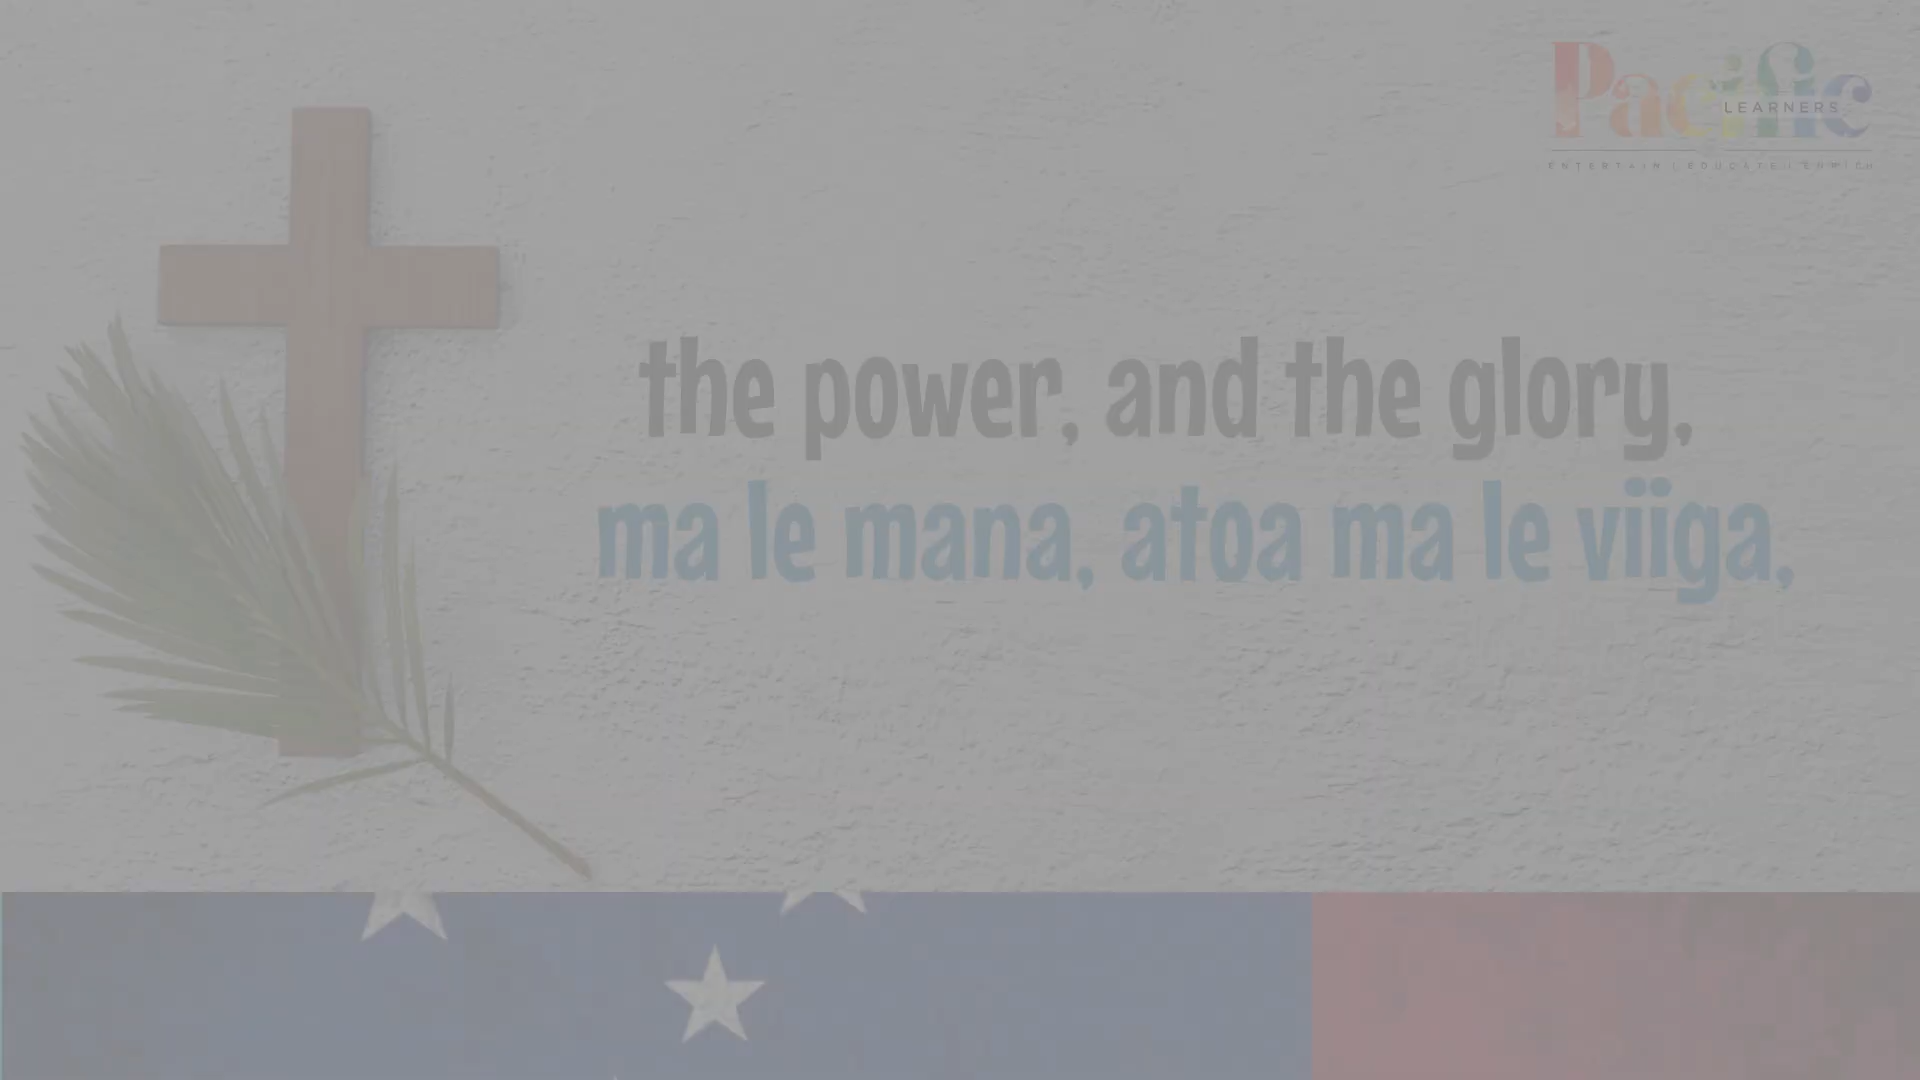 Pacific
LEARNERS
ENTERTAIN | EDUCATE | ENRICH
the power, and the glory,
ma le mana, atoa ma le viiga,